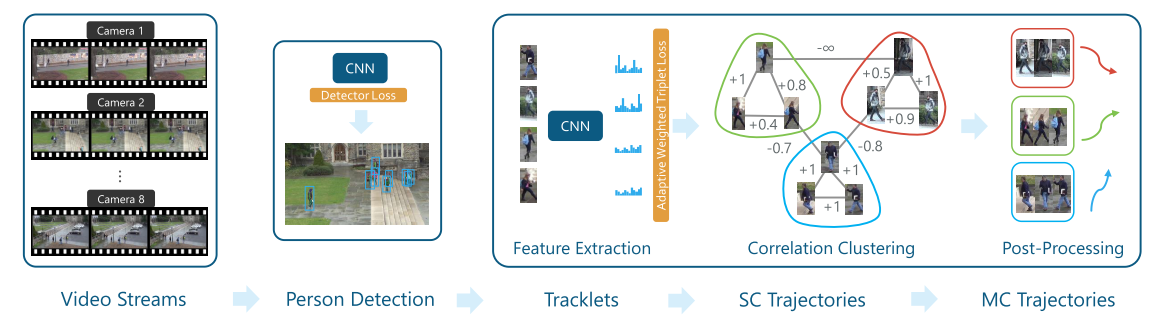 Camera 1
Camera 2
⋮
Camera 8
CNN
Detector Loss
CNN
Adaptive Weighted Triplet Loss
Feature Extraction
-∞
+1
+0.8
+0.4
+0.5
+1
+0.9
-0.7
-0.8
+1
+1
+1
Correlation Clustering
Post-Processing
Video Streams
Person Detection
Tracklets
SC Trajectories
MC Trajectories